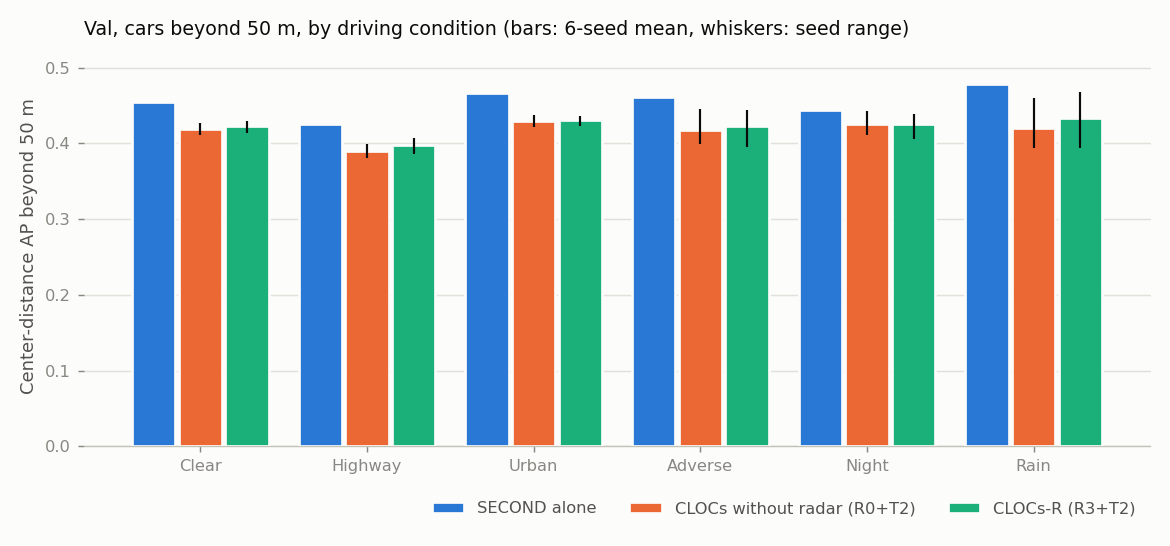 Val, cars beyond 50 m, by driving condition (bars: 6-seed mean, whiskers: seed range)
Center-distance AP beyond 50 m
0.5
0.4
0.3
0.2
0.1
0.0
Clear
Highway
Urban
Adverse
Night
Rain
SECOND alone
CLOCs without radar (R0+T2)
CLOCs-R (R3+T2)